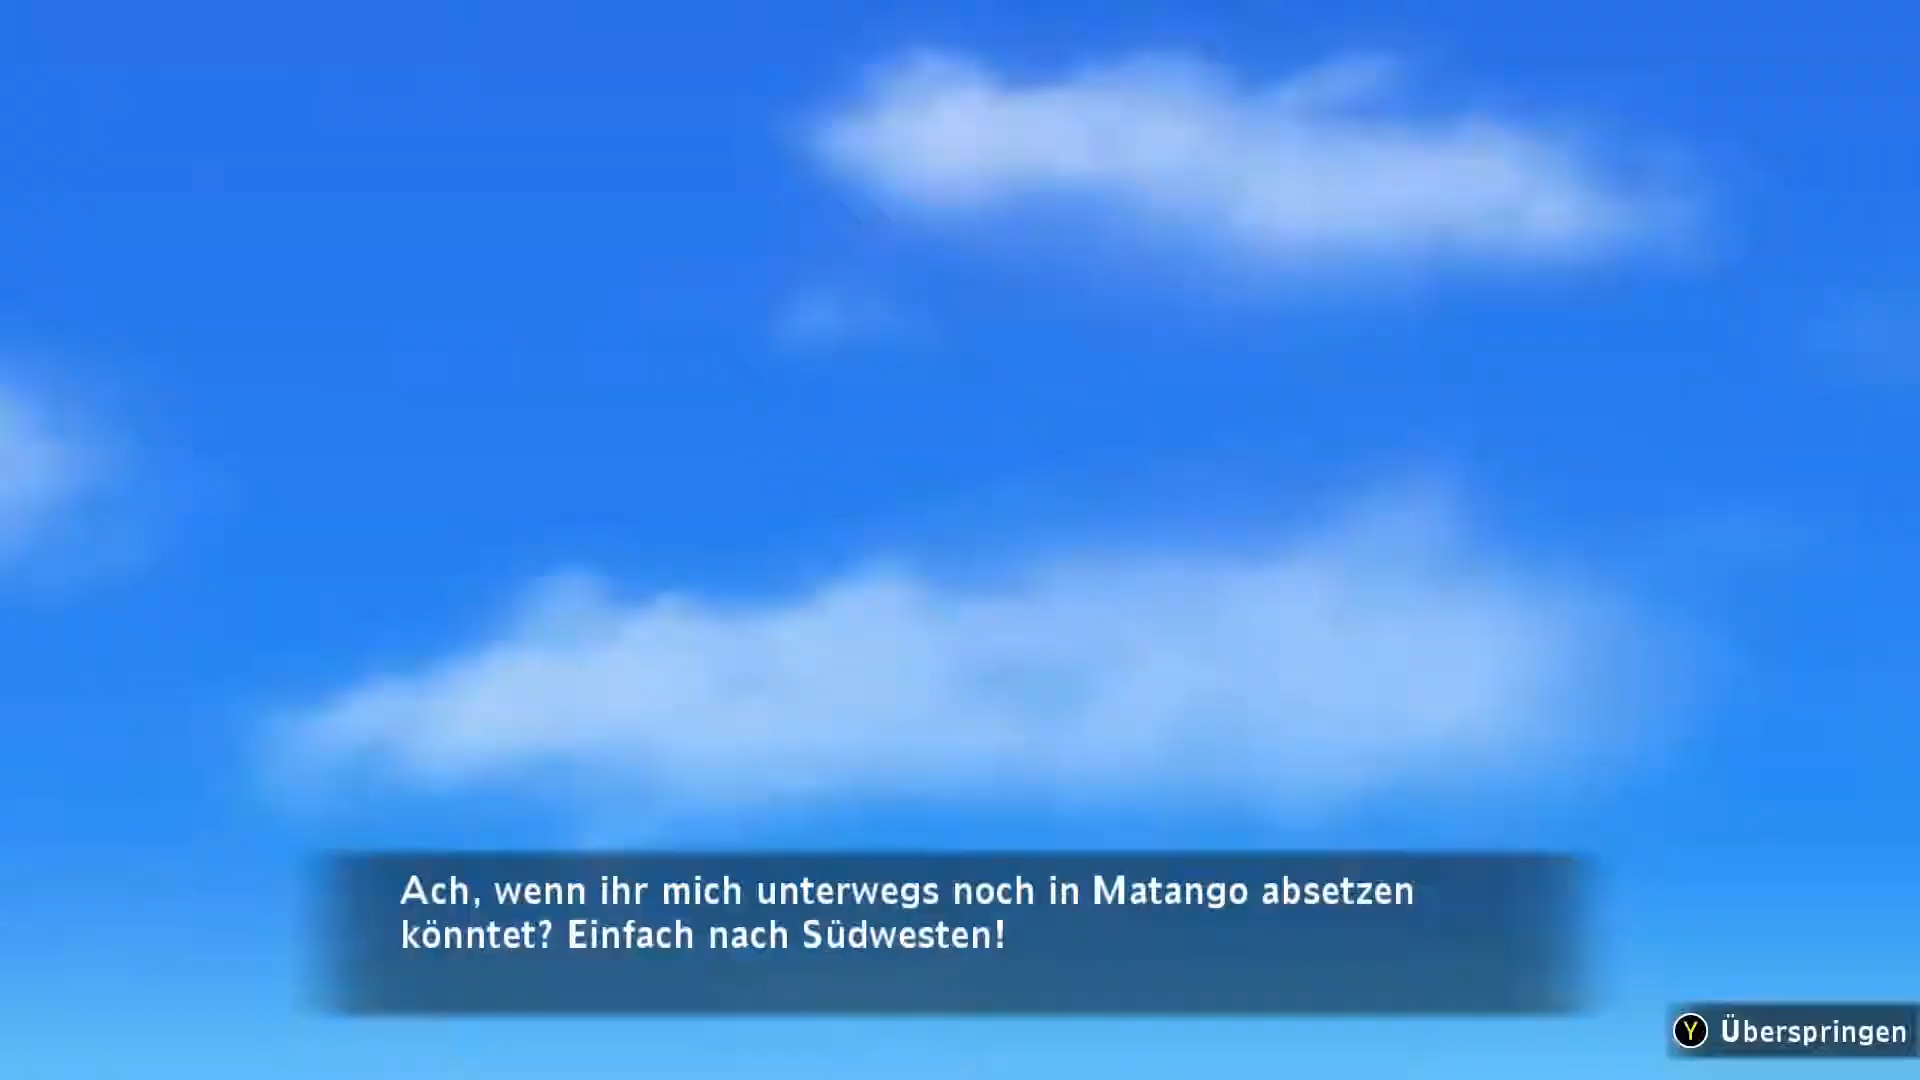 Ach, wenn ihr mich unterwegs noch in Matango absetzen
könntet? Einfach nach Südwesten!
Y Überspringen